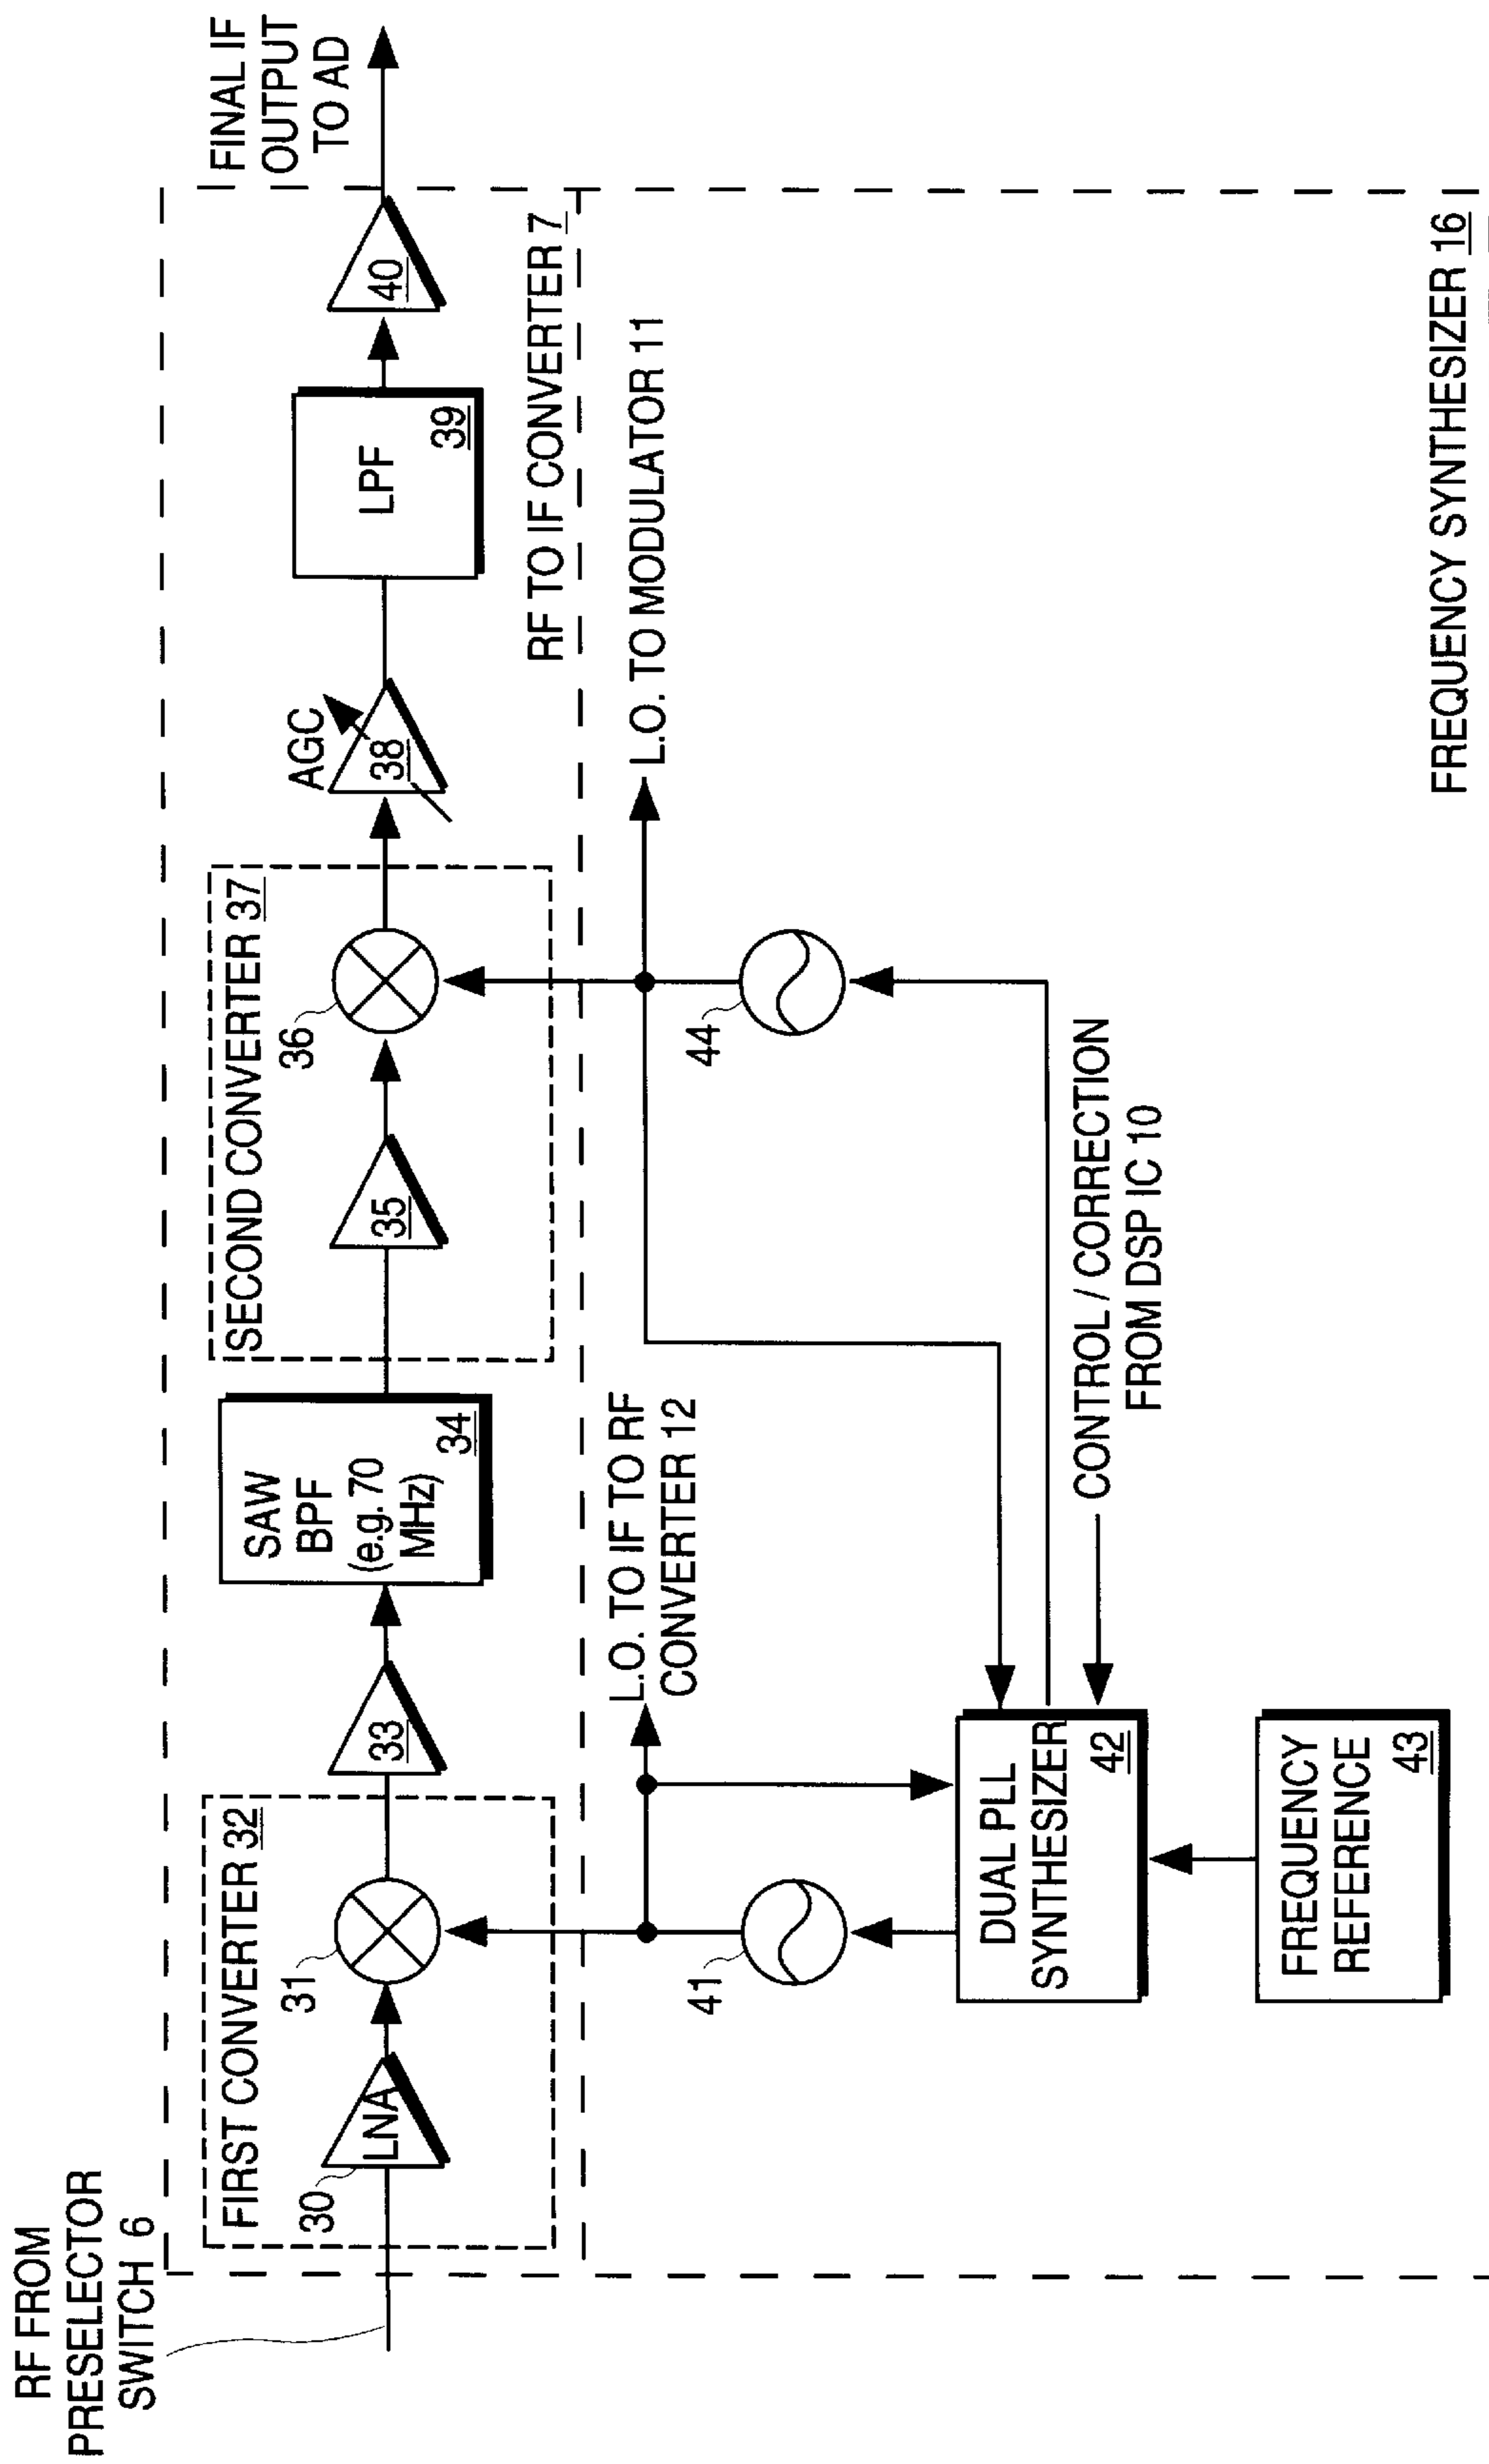 RF FROM
PRESELECTOR
SWITCH 6
FINAL IF
OUTPUT
TO AD
FIRST CONVERTER 32
30
LNA
31
33
SAW
BPF
(e.g. 70
MHz)
34
SECOND CONVERTER 37
35
36
AGC
38
LPF
39
40
RF TO IF CONVERTER 7
L.O. TO IF TO RF
CONVERTER 12
L.O. TO MODULATOR 11
41
44
DUAL PLL
SYNTHESIZER
42
CONTROL / CORRECTION
FROM DSP IC 10
FREQUENCY
REFERENCE
43
FREQUENCY SYNTHESIZER 16